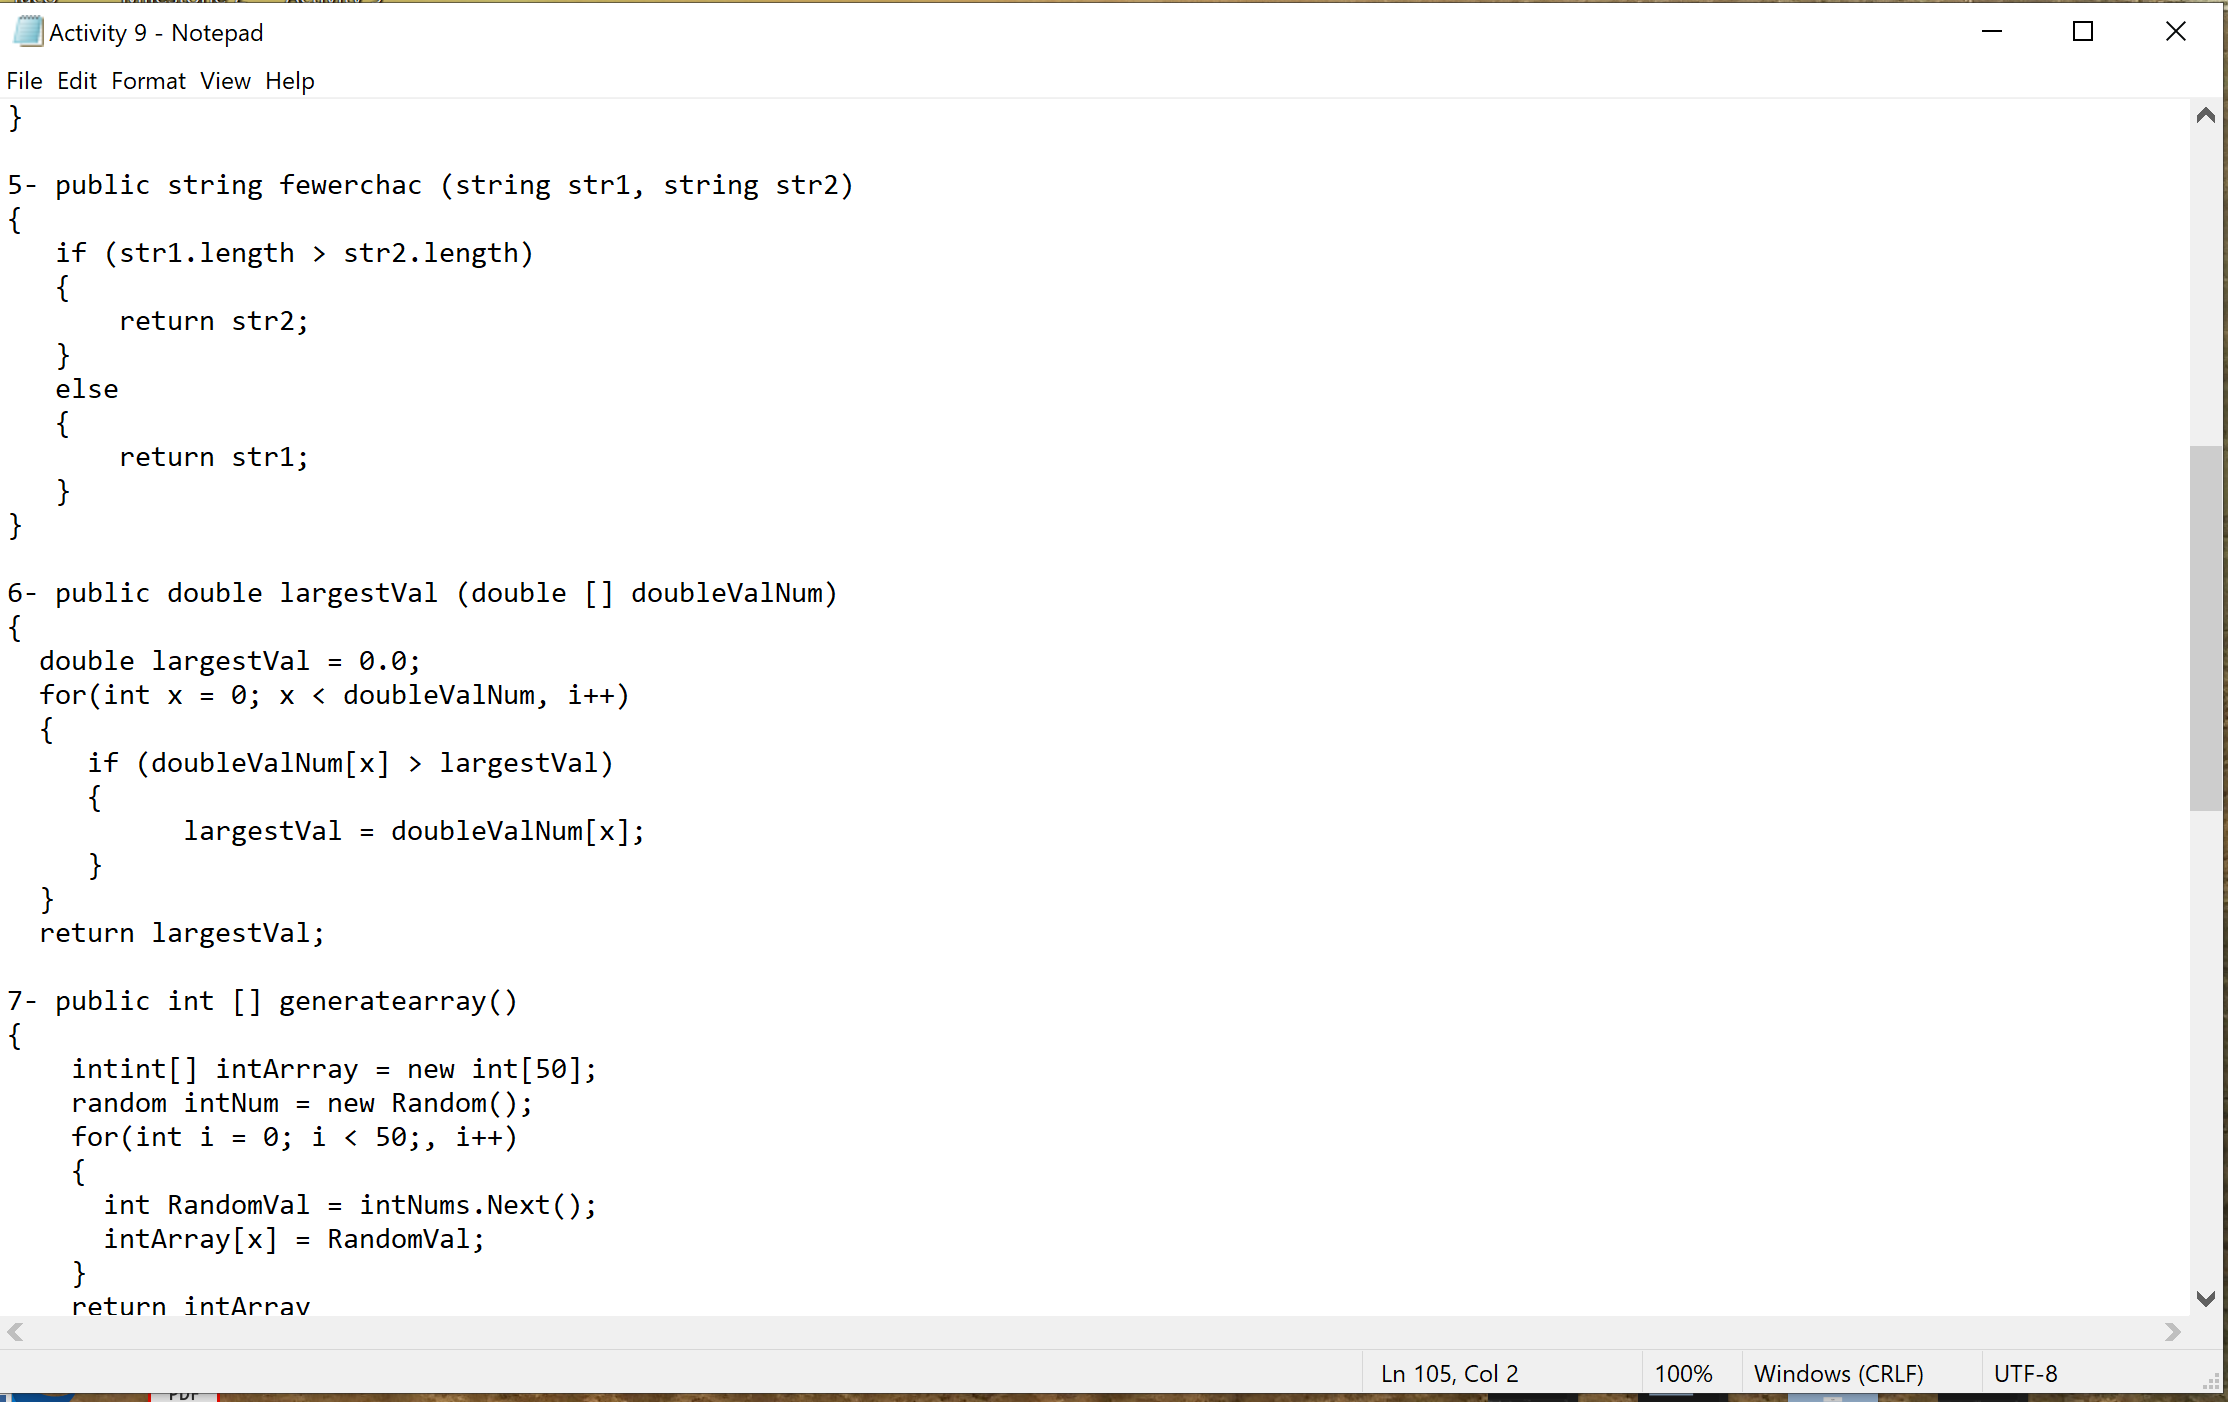 Activity 9 - Notepad
File Edit Format View Help
}
5- public string fewerchac (string str1, string str2)
{
if (str1.length > str2.length)
{
return str2;
}
else
{
return str1;
}
}
6- public double largestVal (double [] doubleValNum)
{
double largestVal = 0.0;
for(int x = 0; x < doubleValNum, i++)
{
if (doubleValNum[x] > largestVal)
{
largestVal = doubleValNum[x];
}
}
return largestVal;
7- public int [] generatearray()
{
intint[] intArrray = new int[50];
random intNum = new Random();
for(int i = 0; i < 50;, i++)
{
int RandomVal = intNums.Next();
intArray[x] = RandomVal;
}
return intArray
Ln 105, Col 2
100%
Windows (CRLF)
UTF-8
PDF